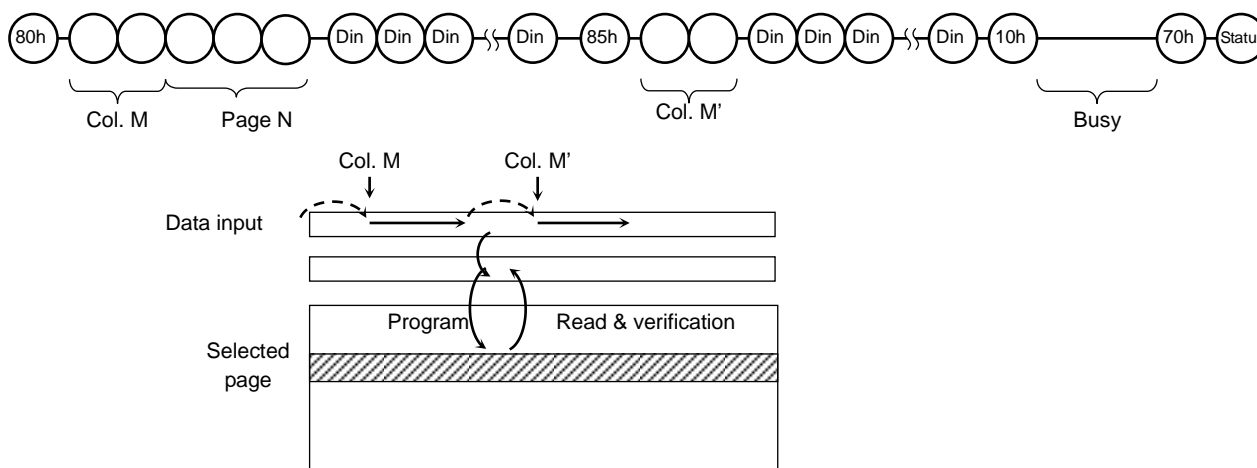 80h Din Din Din Din 85h Din Din Din Din 10h 70h Statu
Col. M Page N Col. M’ Busy
Col. M Col. M’
Data input
Program Read & verification
Selected
page